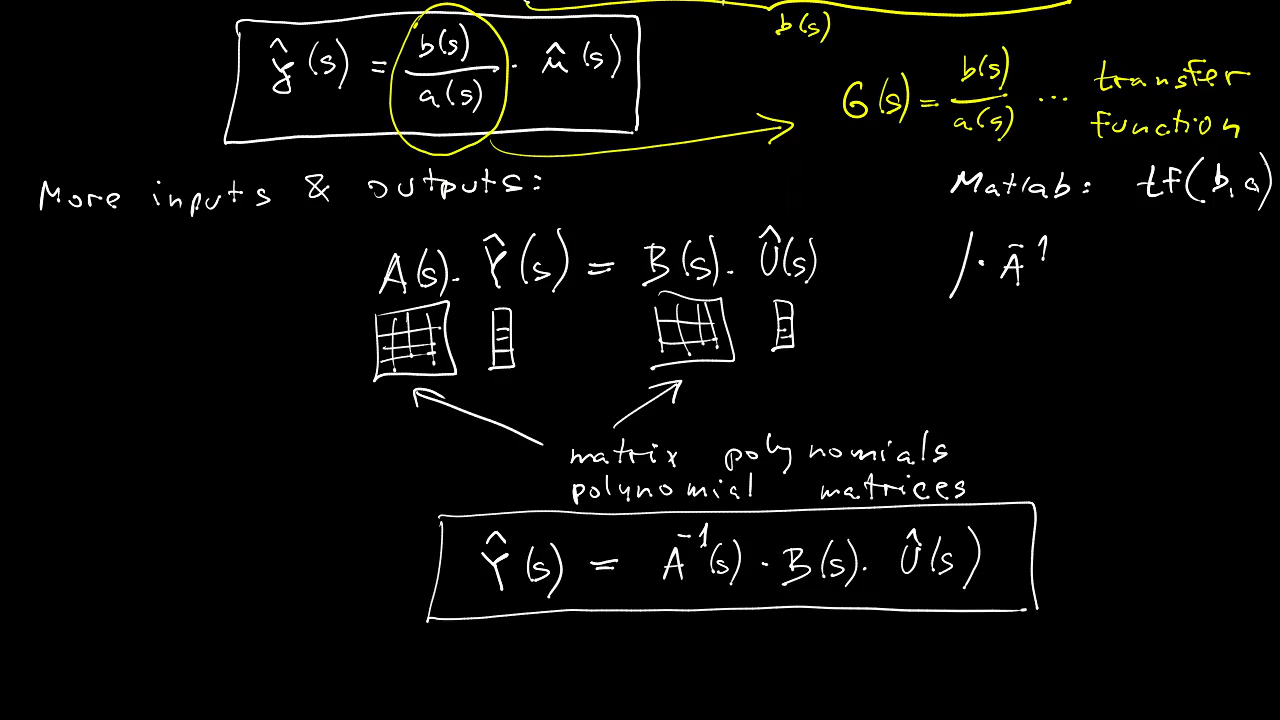 b(s)
ŷ(s) = b(s)/a(s) · û(s)
G(s) = b(s)/a(s) ... transfer function
More inputs & outputs:
Matlab: tf(b,a)
A(s). Ŷ(s) = B(s). Û(s) /· A⁻¹
matrix polynomials
polynomial matrices
Ŷ(s) = A⁻¹(s) · B(s). Û(s)